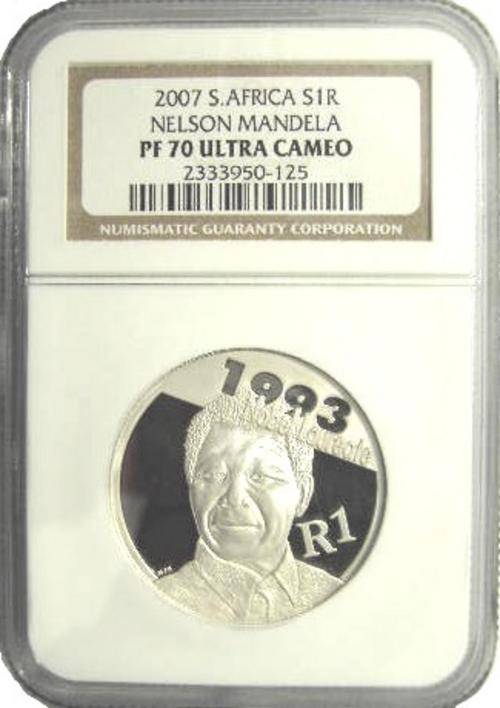 2007 S.AFRICA S1R
NELSON MANDELA
PF 70 ULTRA CAMEO
2333950-125
NUMISMATIC GUARANTY CORPORATION
1993
Nobel Laureate
R1